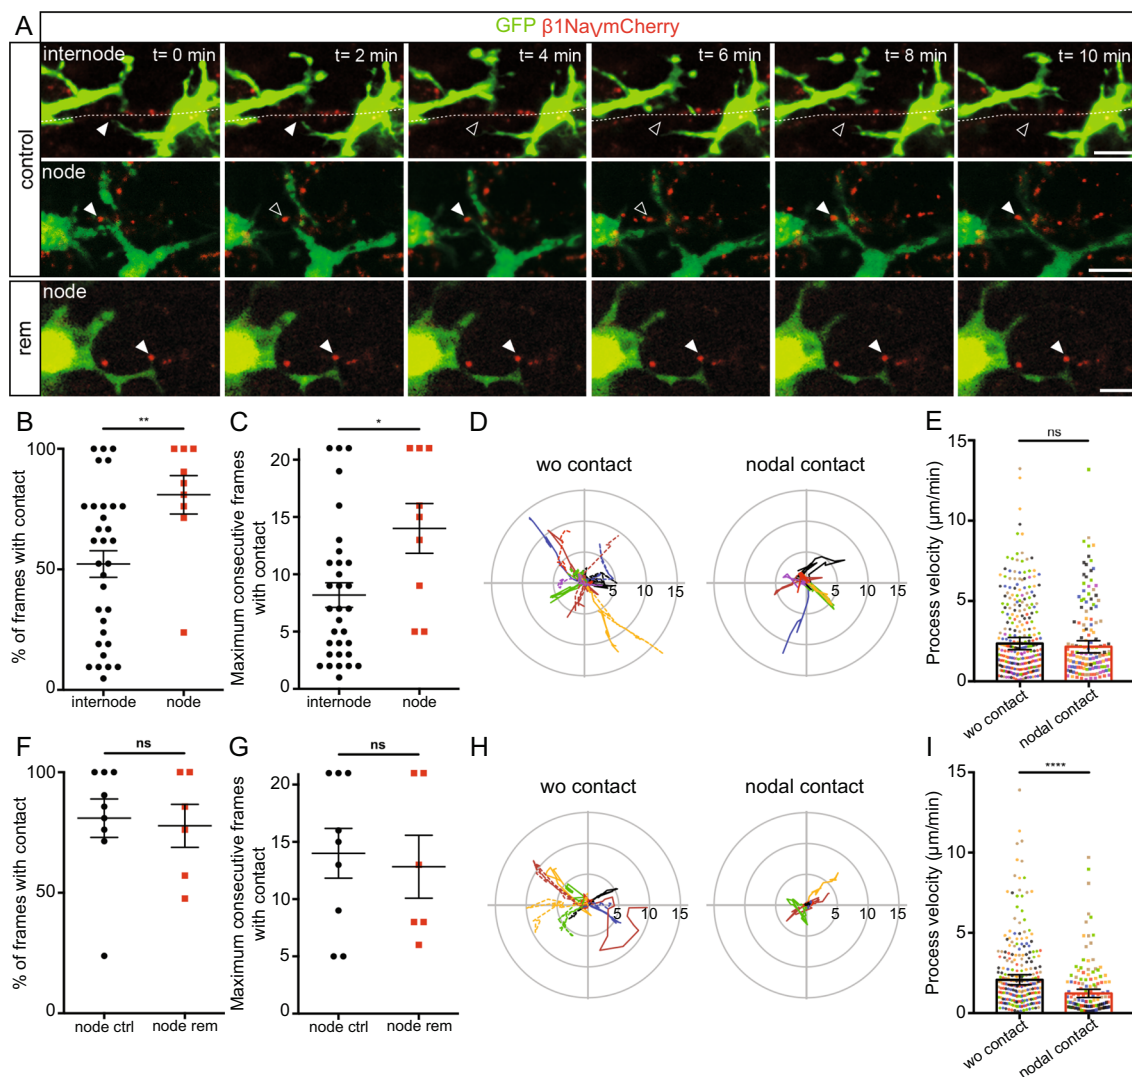 A
GFP β1NaᵥmCherry
control
internode
t= 0 min
t= 2 min
t= 4 min
t= 6 min
t= 8 min
t= 10 min
node
rem
node
B
% of frames with contact
100
50
0
**
internode
node
C
Maximum consecutive frames
with contact
20
15
10
5
0
*
internode
node
D
wo contact
5 10 15
nodal contact
5 10 15
E
Process velocity (µm/min)
15
10
5
0
ns
wo contact
nodal contact
F
% of frames with contact
100
50
0
ns
node ctrl
node rem
G
Maximum consecutive frames
with contact
20
15
10
5
0
ns
node ctrl
node rem
H
wo contact
5 10 15
nodal contact
5 10 15
I
Process velocity (µm/min)
15
10
5
0
****
wo contact
nodal contact